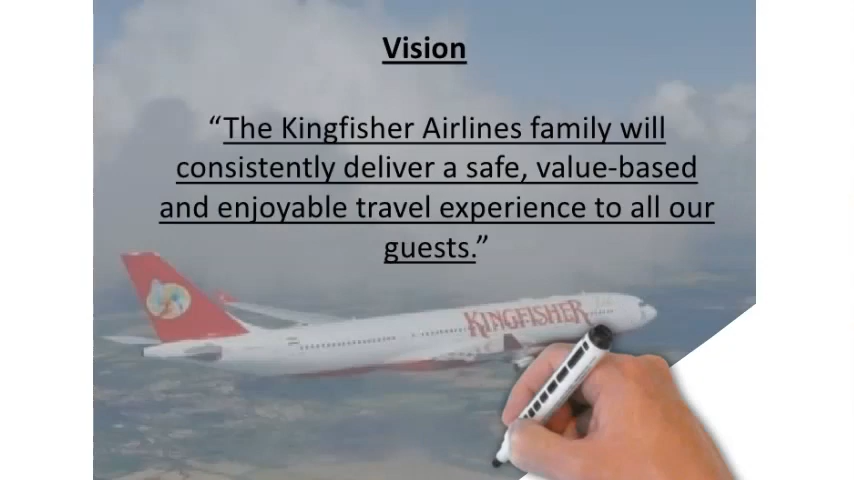 Vision
“The Kingfisher Airlines family will
consistently deliver a safe, value-based
and enjoyable travel experience to all our
guests.”
KINGFISHER